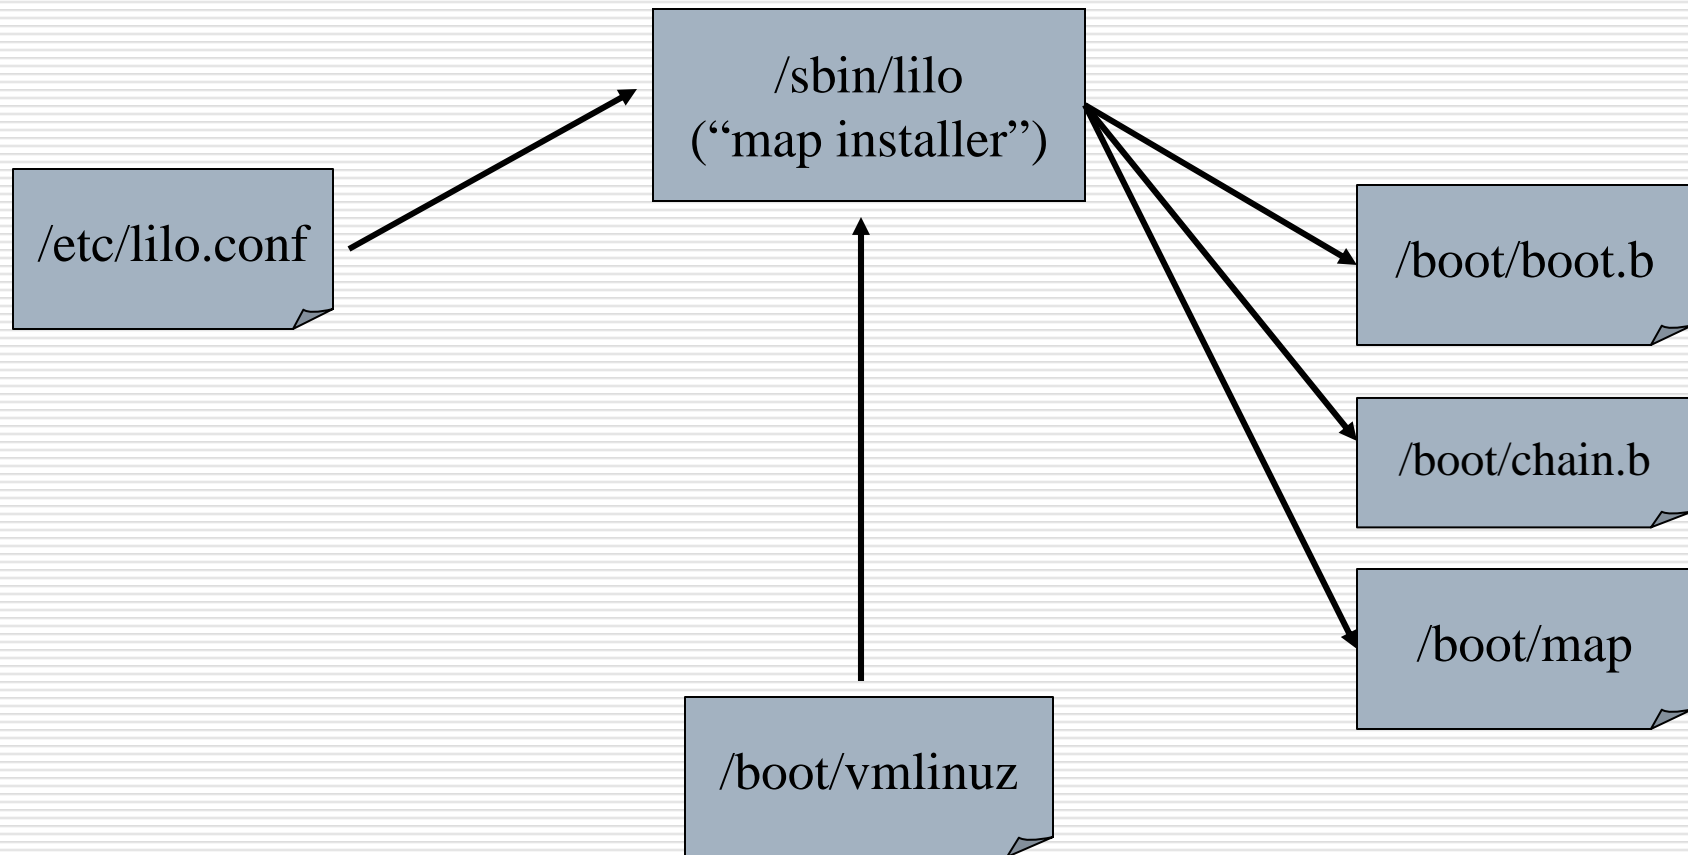 /sbin/lilo
(“map installer”)
/etc/lilo.conf
/boot/boot.b
/boot/chain.b
/boot/map
/boot/vmlinuz